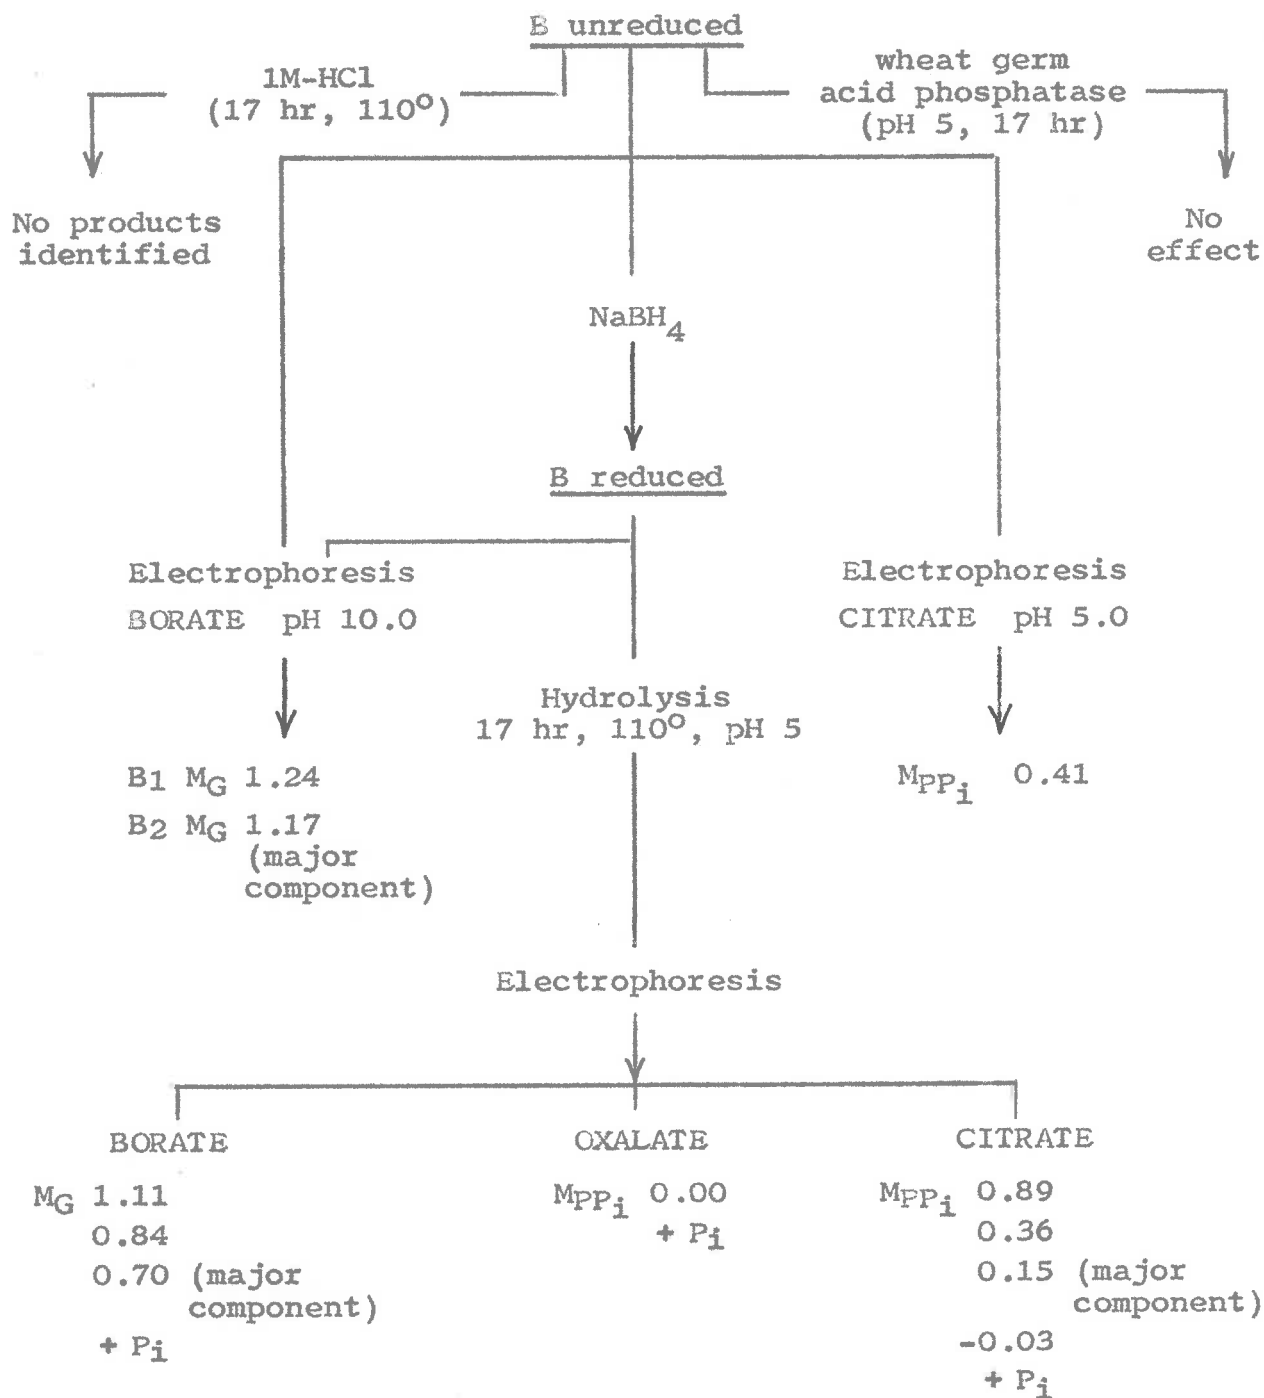 B unreduced
1M-HCl
(17 hr, 110°)
wheat germ
acid phosphatase
(pH 5, 17 hr)
No products
identified
No
effect
NaBH4
B reduced
Electrophoresis
BORATE pH 10.0
Electrophoresis
CITRATE pH 5.0
Hydrolysis
17 hr, 110°, pH 5
B1 MG 1.24
B2 MG 1.17
(major
component)
MPPi 0.41
Electrophoresis
BORATE
MG 1.11
0.84
0.70 (major
component)
+ Pi
OXALATE
MPPi 0.00
+ Pi
CITRATE
MPPi 0.89
0.36
0.15 (major
component)
-0.03
+ Pi